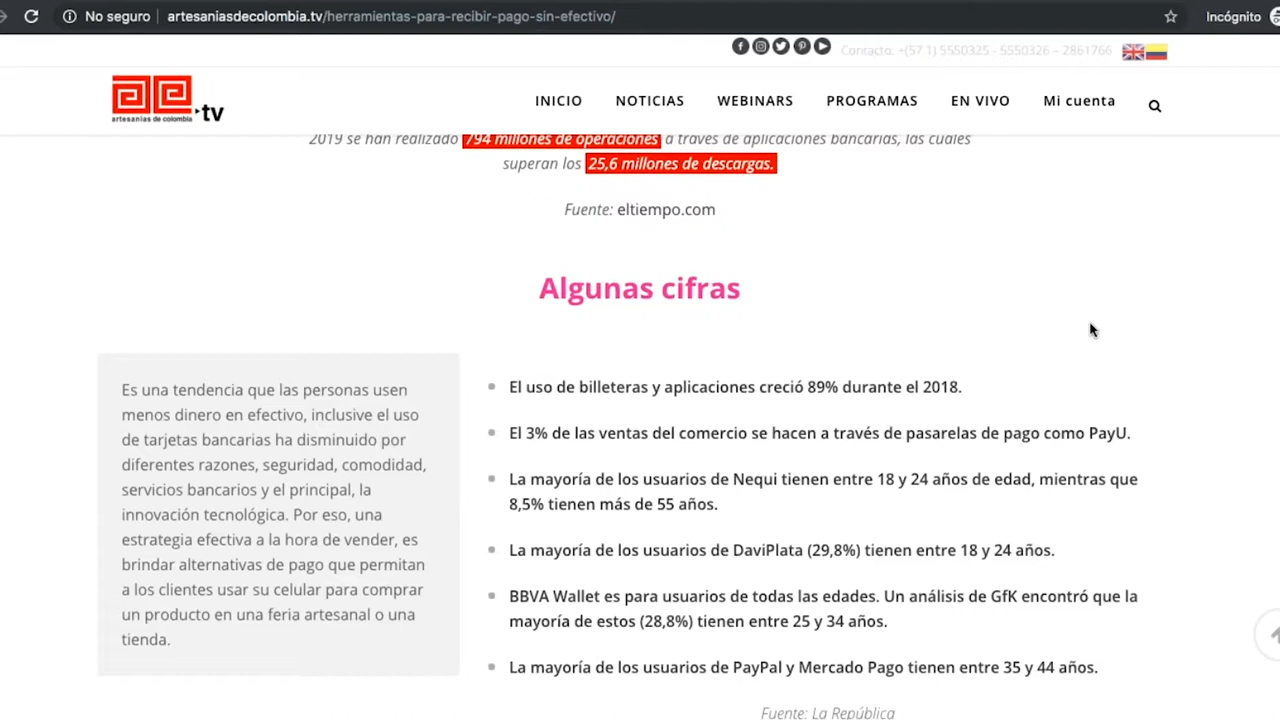 No seguro | artesaniasdecolombia.tv/herramientas-para-recibir-pago-sin-efectivo/
Incógnito
Contacto: +(57 1) 5550325 - 5550326 – 2861766
artesanías de colombia
tv
INICIO NOTICIAS WEBINARS PROGRAMAS EN VIVO Mi cuenta
2019 se han realizado 794 millones de operaciones a través de aplicaciones bancarias, las cuales
superan los 25,6 millones de descargas.
Fuente: eltiempo.com
Algunas cifras
Es una tendencia que las personas usen
menos dinero en efectivo, inclusive el uso
de tarjetas bancarias ha disminuido por
diferentes razones, seguridad, comodidad,
servicios bancarios y el principal, la
innovación tecnológica. Por eso, una
estrategia efectiva a la hora de vender, es
brindar alternativas de pago que permitan
a los clientes usar su celular para comprar
un producto en una feria artesanal o una
tienda.
El uso de billeteras y aplicaciones creció 89% durante el 2018.
El 3% de las ventas del comercio se hacen a través de pasarelas de pago como PayU.
La mayoría de los usuarios de Nequi tienen entre 18 y 24 años de edad, mientras que
8,5% tienen más de 55 años.
La mayoría de los usuarios de DaviPlata (29,8%) tienen entre 18 y 24 años.
BBVA Wallet es para usuarios de todas las edades. Un análisis de GfK encontró que la
mayoría de estos (28,8%) tienen entre 25 y 34 años.
La mayoría de los usuarios de PayPal y Mercado Pago tienen entre 35 y 44 años.
Fuente: La República